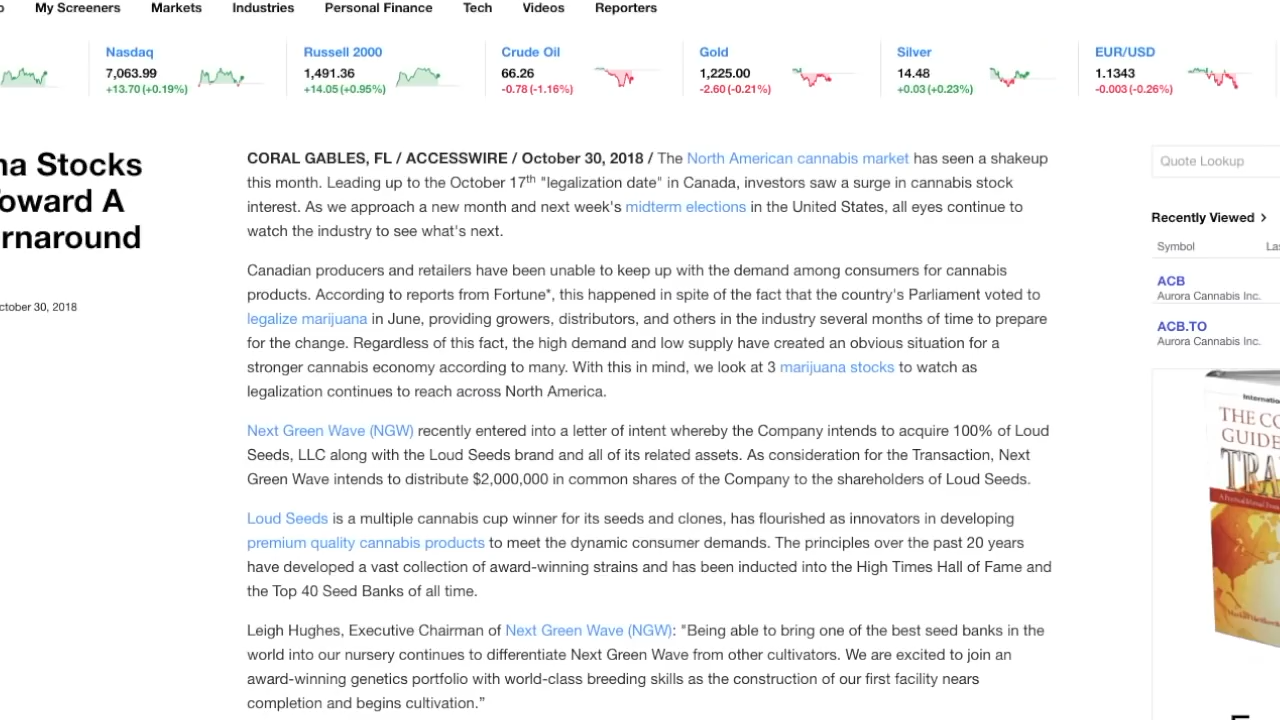 My Screeners Markets Industries Personal Finance Tech Videos Reporters
Nasdaq
7,063.99
+13.70 (+0.19%)
Russell 2000
1,491.36
+14.05 (+0.95%)
Crude Oil
66.26
-0.78 (-1.16%)
Gold
1,225.00
-2.60 (-0.21%)
Silver
14.48
+0.03 (+0.23%)
EUR/USD
1.1343
-0.003 (-0.26%)
na Stocks
oward A
rnaround
ctober 30, 2018
CORAL GABLES, FL / ACCESSWIRE / October 30, 2018 / The North American cannabis market has seen a shakeup
this month. Leading up to the October 17th "legalization date" in Canada, investors saw a surge in cannabis stock
interest. As we approach a new month and next week's midterm elections in the United States, all eyes continue to
watch the industry to see what's next.
Canadian producers and retailers have been unable to keep up with the demand among consumers for cannabis
products. According to reports from Fortune*, this happened in spite of the fact that the country's Parliament voted to
legalize marijuana in June, providing growers, distributors, and others in the industry several months of time to prepare
for the change. Regardless of this fact, the high demand and low supply have created an obvious situation for a
stronger cannabis economy according to many. With this in mind, we look at 3 marijuana stocks to watch as
legalization continues to reach across North America.
Next Green Wave (NGW) recently entered into a letter of intent whereby the Company intends to acquire 100% of Loud
Seeds, LLC along with the Loud Seeds brand and all of its related assets. As consideration for the Transaction, Next
Green Wave intends to distribute $2,000,000 in common shares of the Company to the shareholders of Loud Seeds.
Loud Seeds is a multiple cannabis cup winner for its seeds and clones, has flourished as innovators in developing
premium quality cannabis products to meet the dynamic consumer demands. The principles over the past 20 years
have developed a vast collection of award-winning strains and has been inducted into the High Times Hall of Fame and
the Top 40 Seed Banks of all time.
Leigh Hughes, Executive Chairman of Next Green Wave (NGW): "Being able to bring one of the best seed banks in the
world into our nursery continues to differentiate Next Green Wave from other cultivators. We are excited to join an
award-winning genetics portfolio with world-class breeding skills as the construction of our first facility nears
completion and begins cultivation.”
Quote Lookup
Recently Viewed >
Symbol Las
ACB
Aurora Cannabis Inc.
ACB.TO
Aurora Cannabis Inc.
Internatio
THE CO
GUIDE
TRA